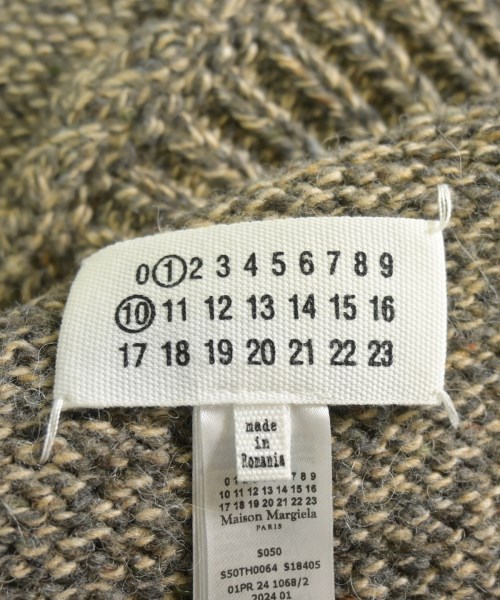 0 1 2 3 4 5 6 7 8 9
10 11 12 13 14 15 16
17 18 19 20 21 22 23
made
in
Romania
0 1 7 8 9
10 11 12 13 14 15 16
17 18 19 20 21 22 23
Maison Margiela
PARIS
S050
S50TH0064 S18405
01PR 24 1068/2
2024 01